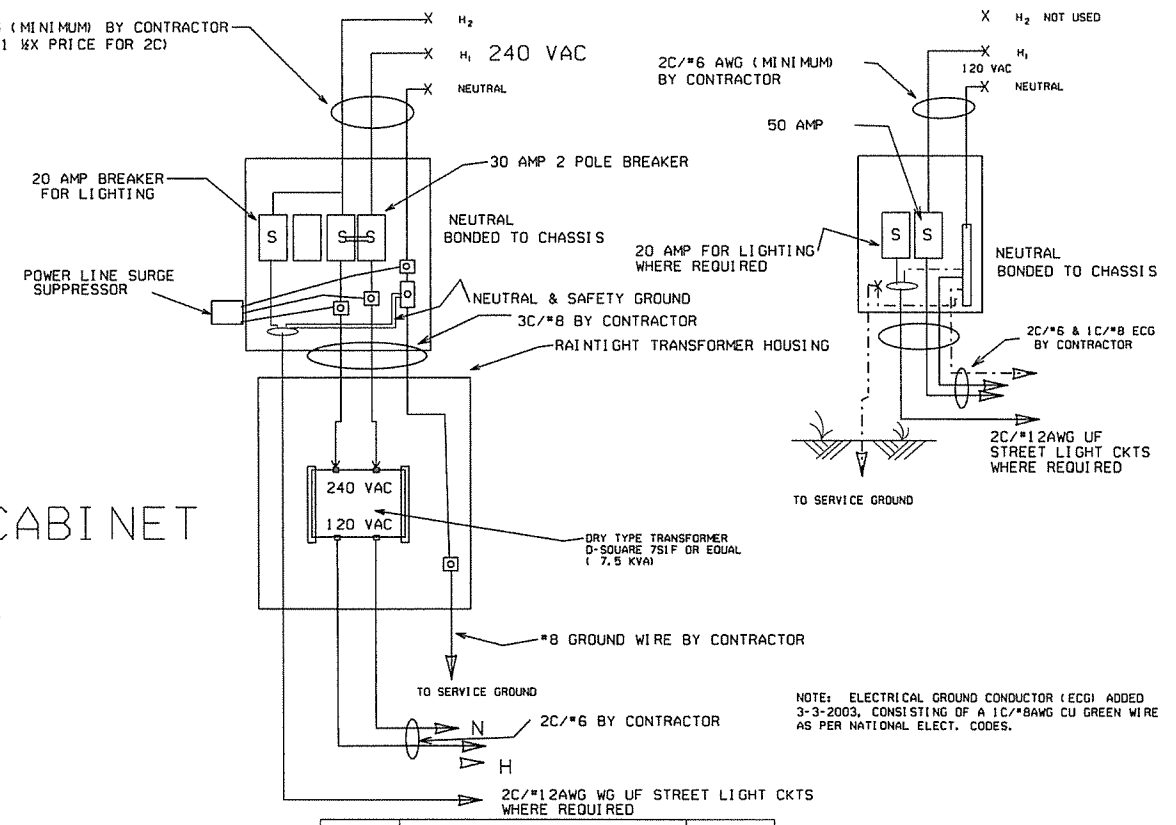 (MINIMUM) BY CONTRACTOR
1 ½X PRICE FOR 2C)
H2
H1 240 VAC
NEUTRAL
20 AMP BREAKER
FOR LIGHTING
30 AMP 2 POLE BREAKER
S
S S
NEUTRAL
BONDED TO CHASSIS
POWER LINE SURGE
SUPPRESSOR
NEUTRAL & SAFETY GROUND
3C/#8 BY CONTRACTOR
RAINTIGHT TRANSFORMER HOUSING
240 VAC
120 VAC
CABINET
DRY TYPE TRANSFORMER
D-SQUARE 7S1F OR EQUAL
( 7.5 KVA)
#8 GROUND WIRE BY CONTRACTOR
TO SERVICE GROUND
2C/#6 BY CONTRACTOR
N
H
2C/#12AWG WG UF STREET LIGHT CKTS
WHERE REQUIRED
H2 NOT USED
H1
120 VAC
NEUTRAL
2C/#6 AWG (MINIMUM)
BY CONTRACTOR
50 AMP
S S
20 AMP FOR LIGHTING
WHERE REQUIRED
NEUTRAL
BONDED TO CHASSIS
2C/#6 & 1C/#8 ECG
BY CONTRACTOR
2C/#12AWG UF
STREET LIGHT CKTS
WHERE REQUIRED
TO SERVICE GROUND
NOTE: ELECTRICAL GROUND CONDUCTOR (ECG) ADDED
3-3-2003, CONSISTING OF A 1C/#8AWG CU GREEN WIRE
AS PER NATIONAL ELECT. CODES.